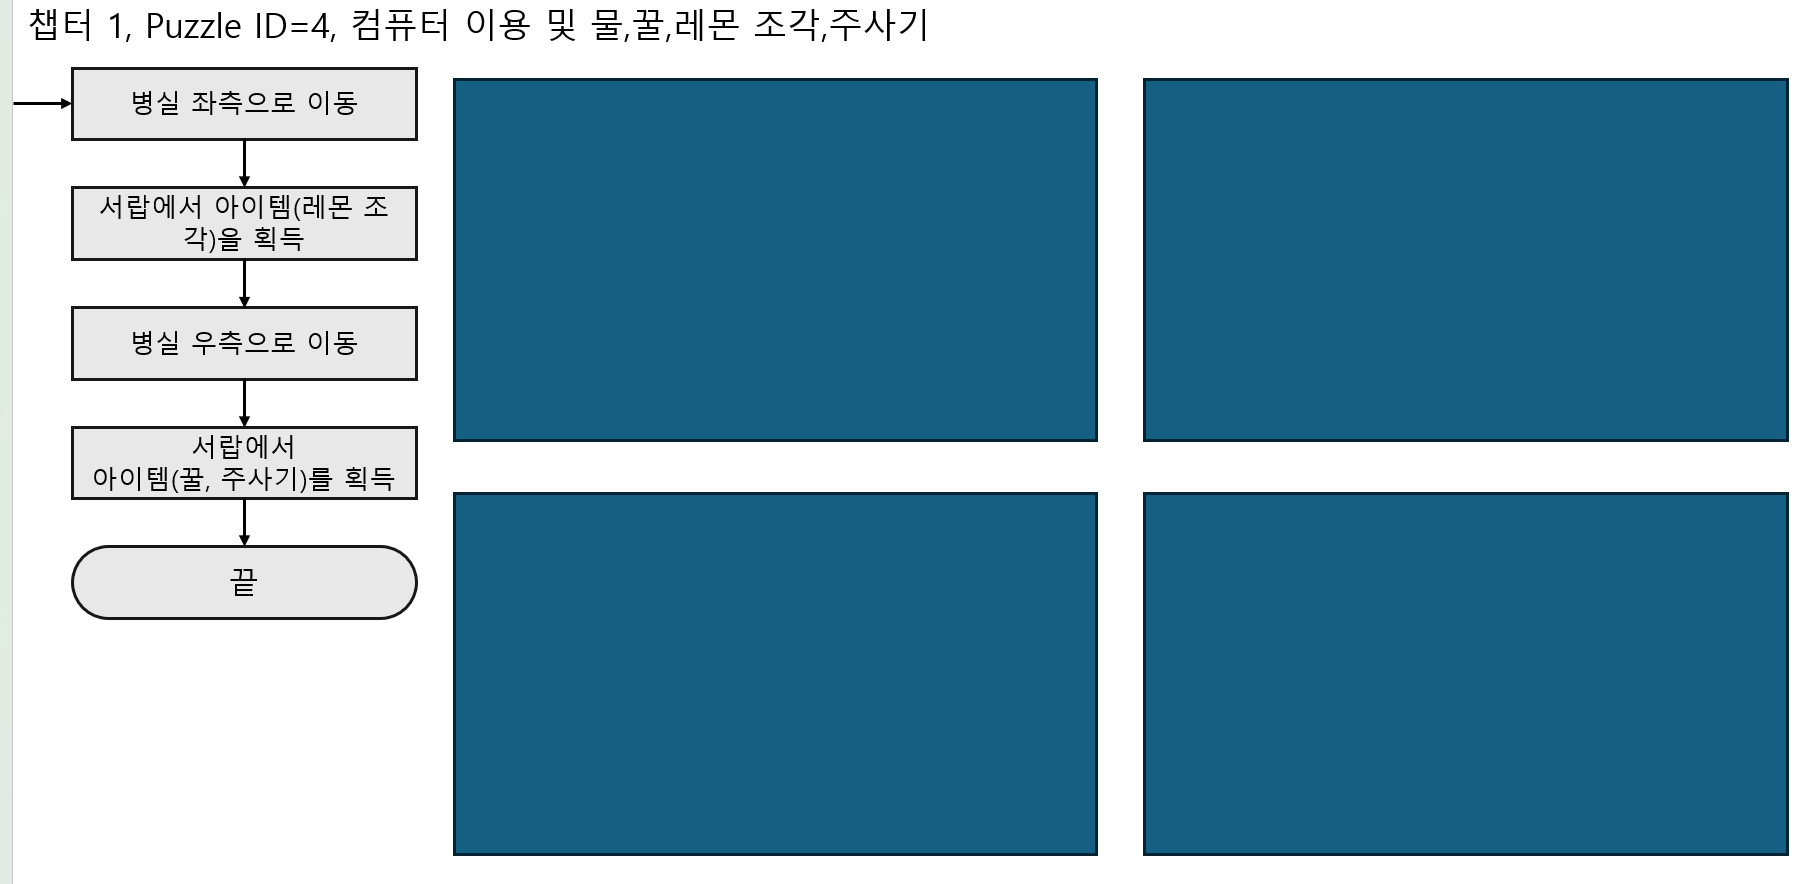 챕터 1, Puzzle ID=4, 컴퓨터 이용 및 물,꿀,레몬 조각,주사기
병실 좌측으로 이동
서랍에서 아이템(레몬 조
각)을 획득
병실 우측으로 이동
서랍에서
아이템(꿀, 주사기)를 획득
끝